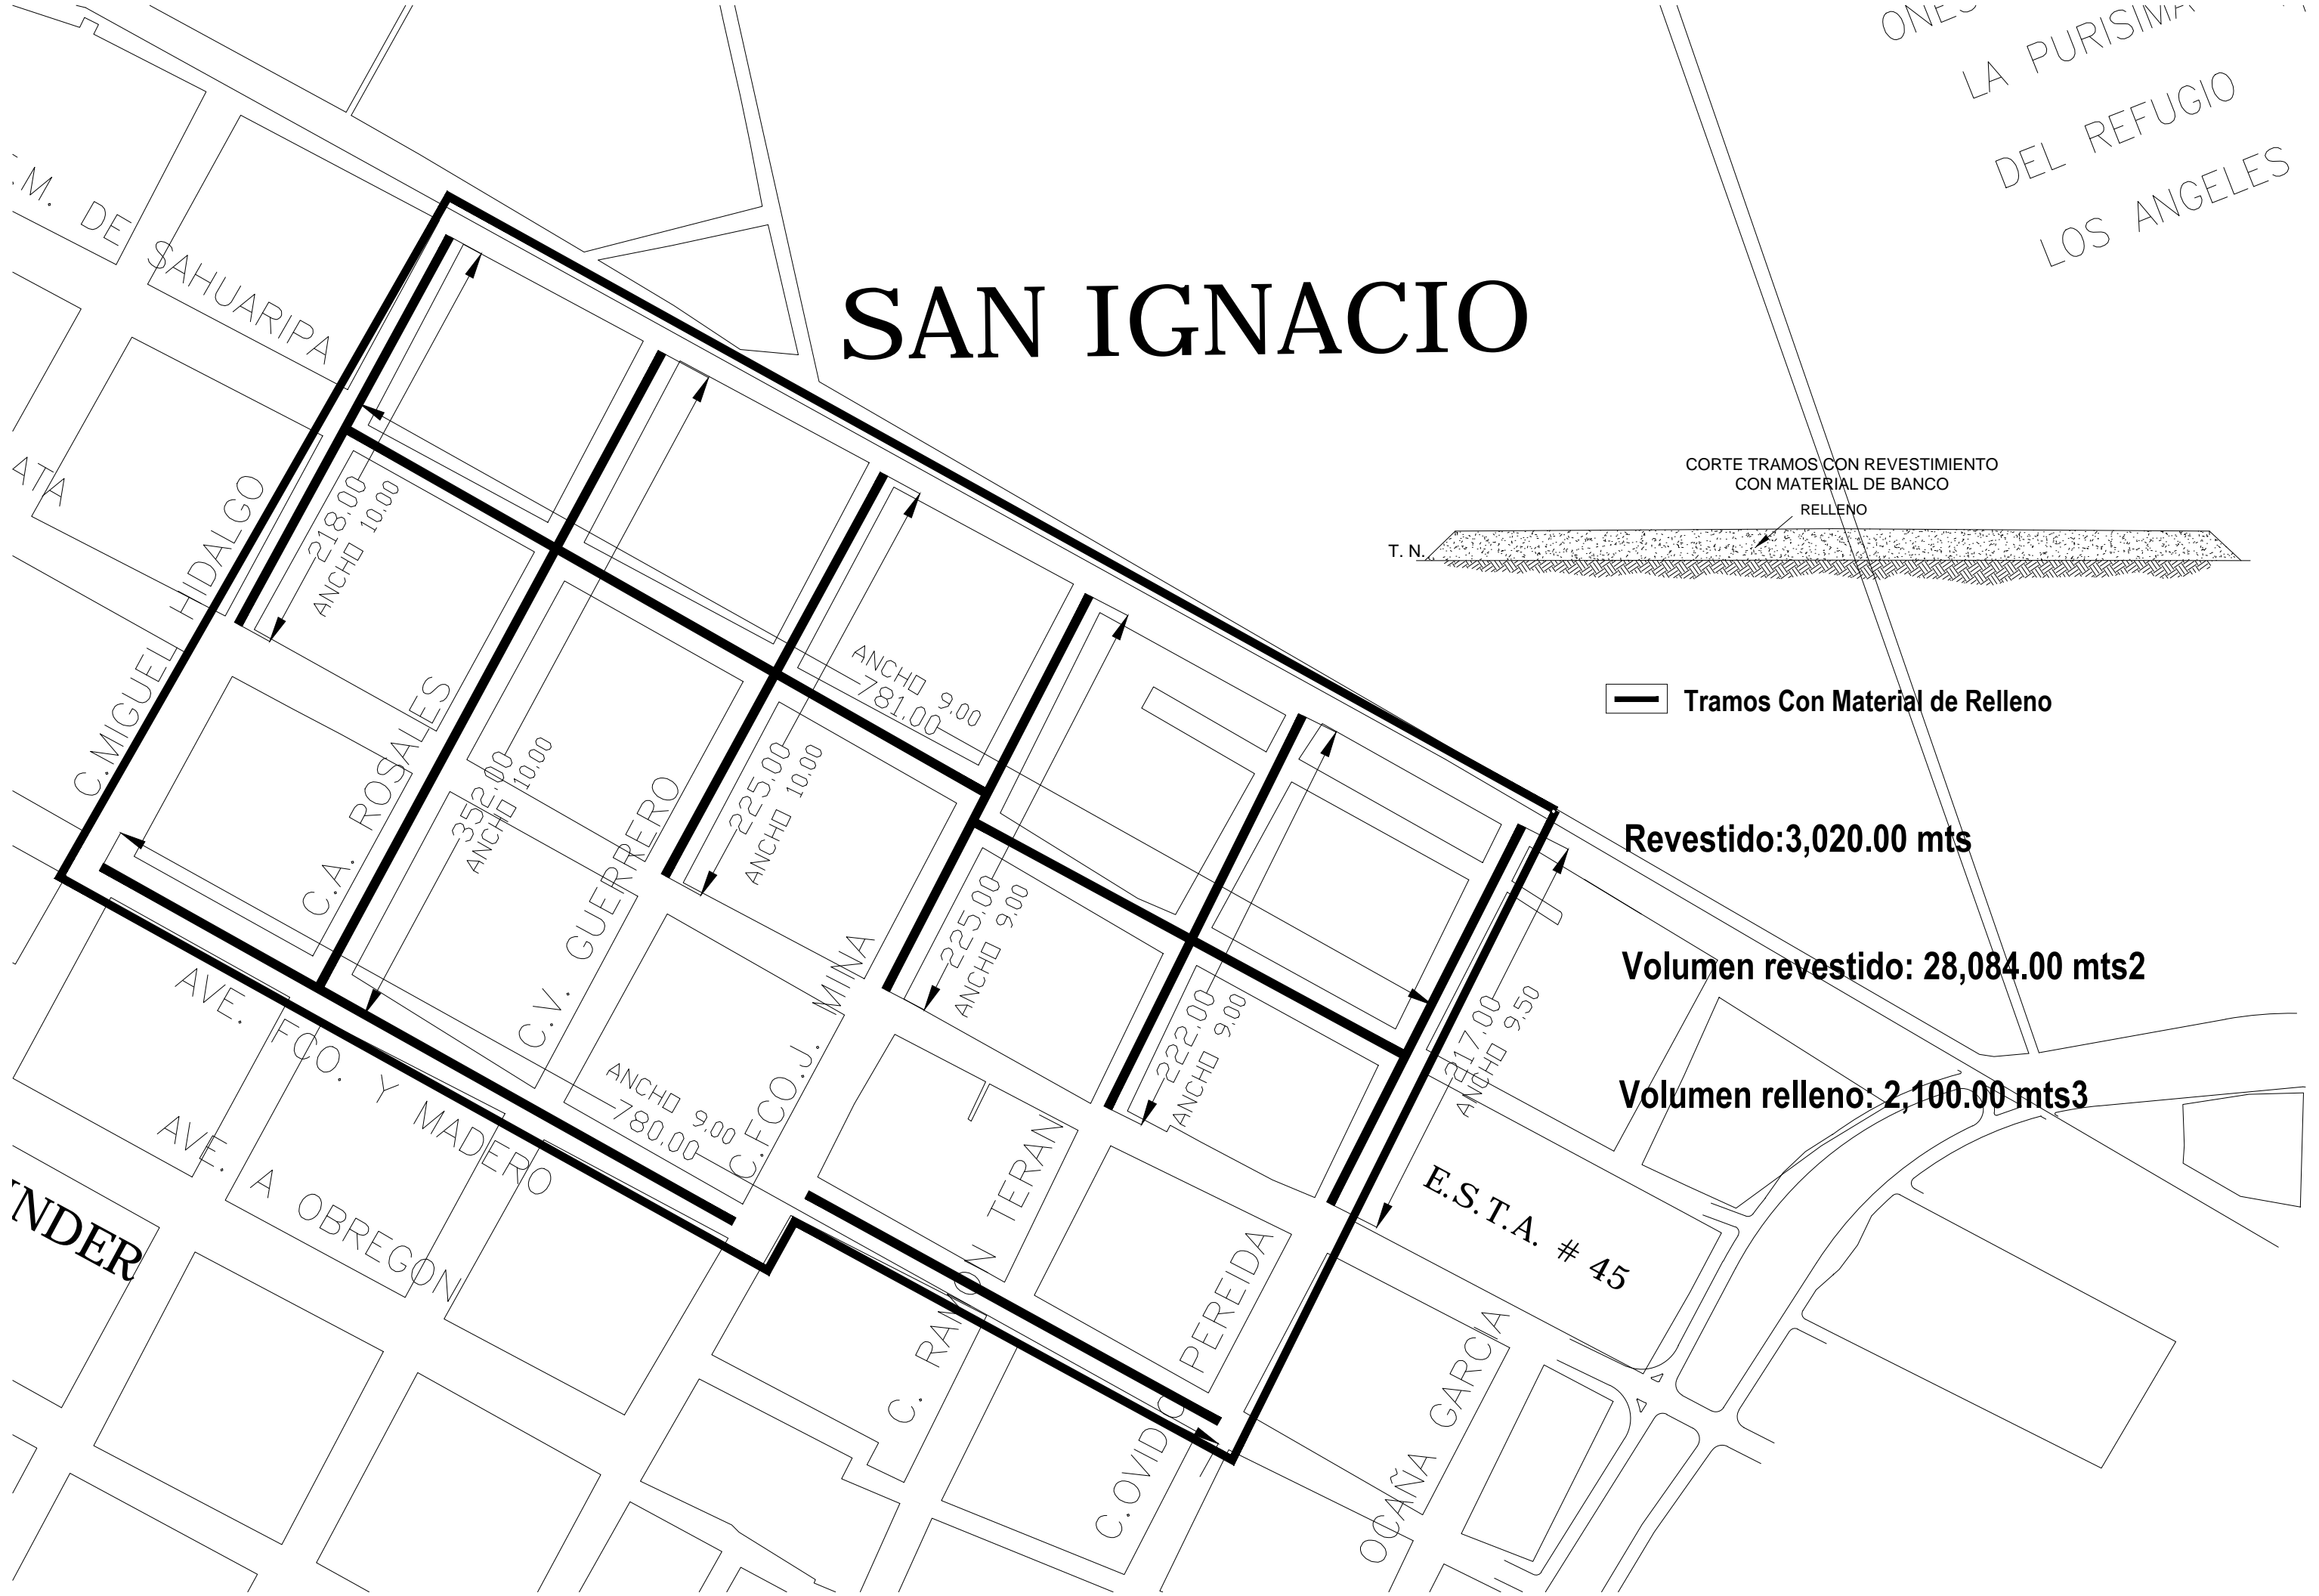 LA PURISIMA
DEL REFUGIO
LOS ANGELES
.M. DE SAHUARIPA
SAN IGNACIO
CORTE TRAMOS CON REVESTIMIENTO
CON MATERIAL DE BANCO
RELLENO
T. N.
ATA
218.00
ANCHO 10.00
C.MIGUEL HIDALGO
ANCHO 9.00
781.00
Tramos Con Material de Relleno
C.A. ROSALES
352.00
ANCHO 10.00
C.V. GUERRERO
225.00
ANCHO 10.00
Revestido:3,020.00 mts
225.00
ANCHO 9.00
C.FCO.J. MINA
Volumen revestido: 28,084.00 mts2
222.00
ANCHO 9.00
217.00
ANCHO 9.50
AVE. FCO. Y MADERO
ANCHO 9.00
780.00
Volumen relleno: 2,100.00 mts3
AVE. A OBREGON
C. RAMON TERAN
E.S.T.A. # 45
NDER
C.OVIDIO PEREIDA
OCAÑA GARCIA